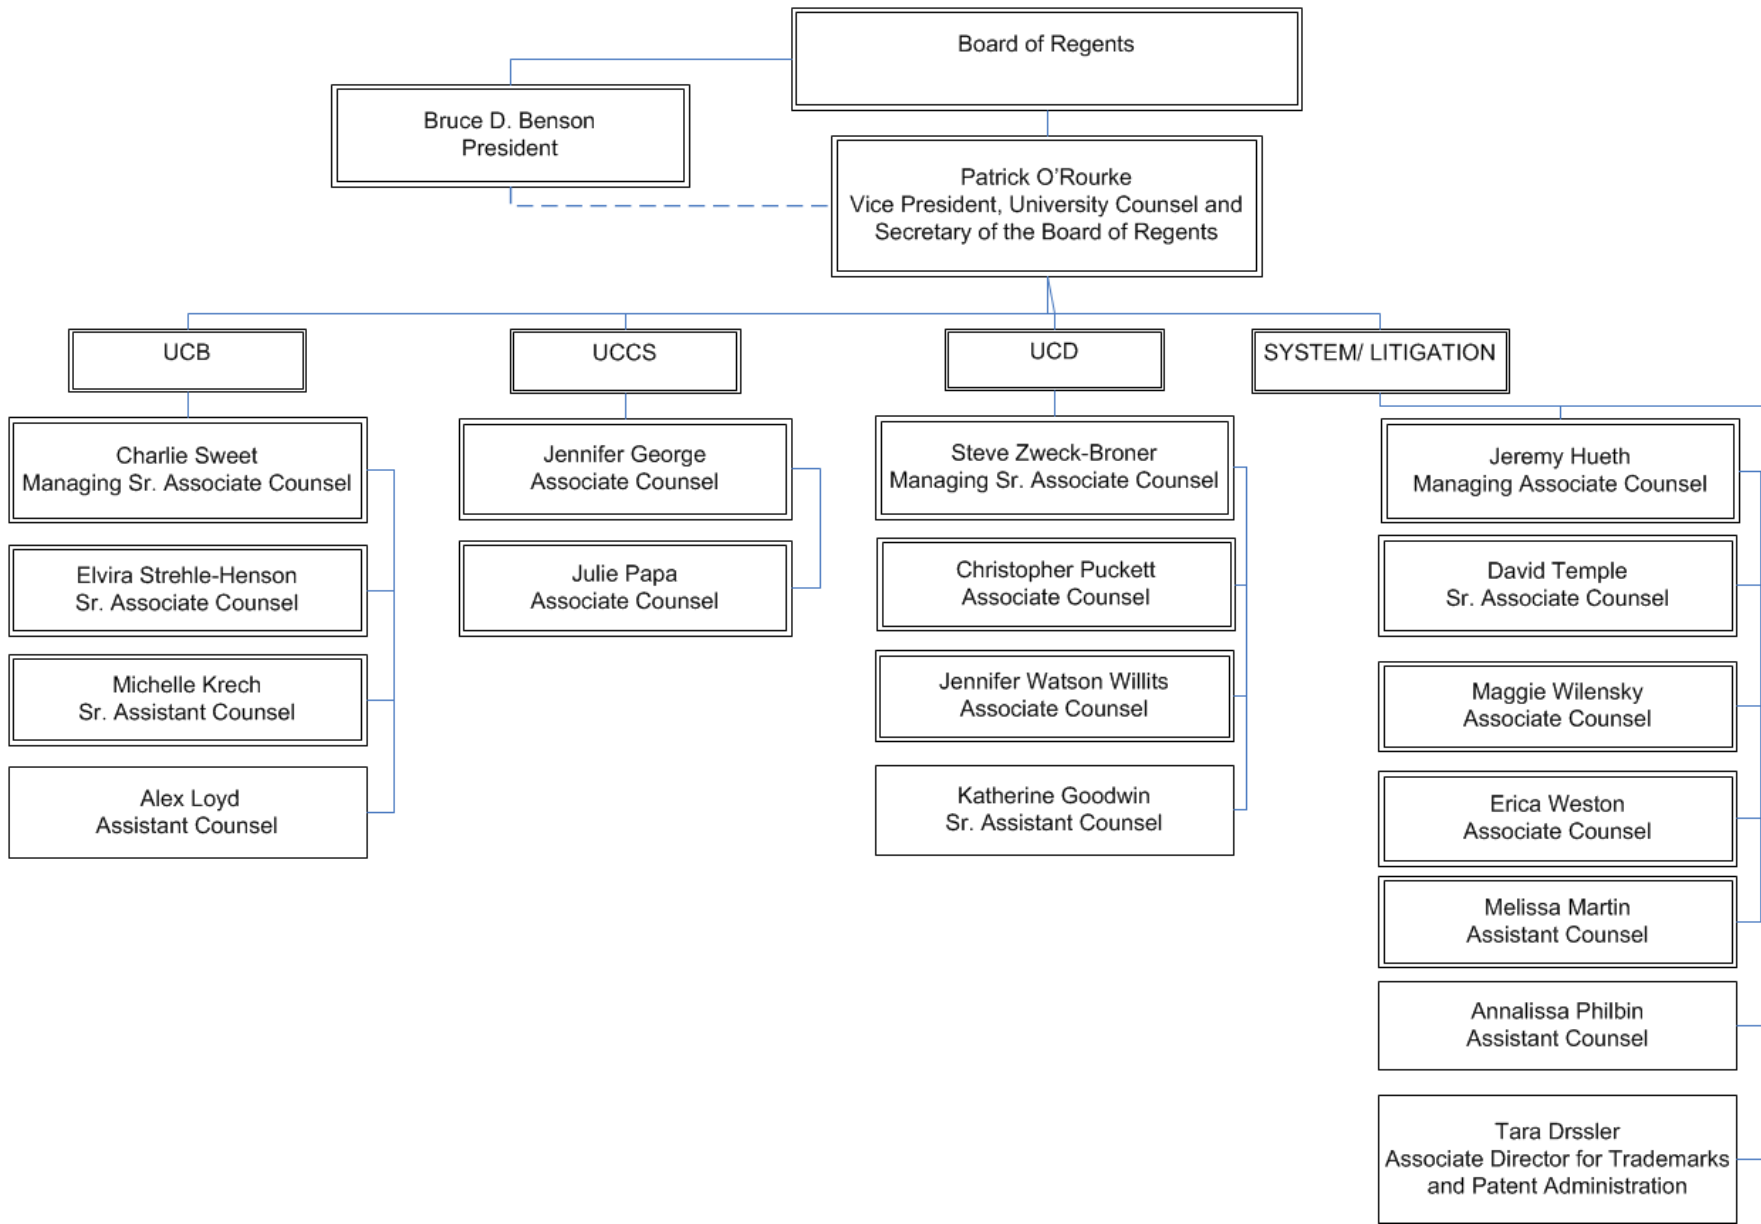 Board of Regents
Bruce D. Benson
President
Patrick O'Rourke
Vice President, University Counsel and
Secretary of the Board of Regents
UCB
UCCS
UCD
SYSTEM/ LITIGATION
Charlie Sweet
Managing Sr. Associate Counsel
Elvira Strehle-Henson
Sr. Associate Counsel
Michelle Krech
Sr. Assistant Counsel
Alex Loyd
Assistant Counsel
Jennifer George
Associate Counsel
Julie Papa
Associate Counsel
Steve Zweck-Broner
Managing Sr. Associate Counsel
Christopher Puckett
Associate Counsel
Jennifer Watson Willits
Associate Counsel
Katherine Goodwin
Sr. Assistant Counsel
Jeremy Hueth
Managing Associate Counsel
David Temple
Sr. Associate Counsel
Maggie Wilensky
Associate Counsel
Erica Weston
Associate Counsel
Melissa Martin
Assistant Counsel
Annalissa Philbin
Assistant Counsel
Tara Drssler
Associate Director for Trademarks
and Patent Administration